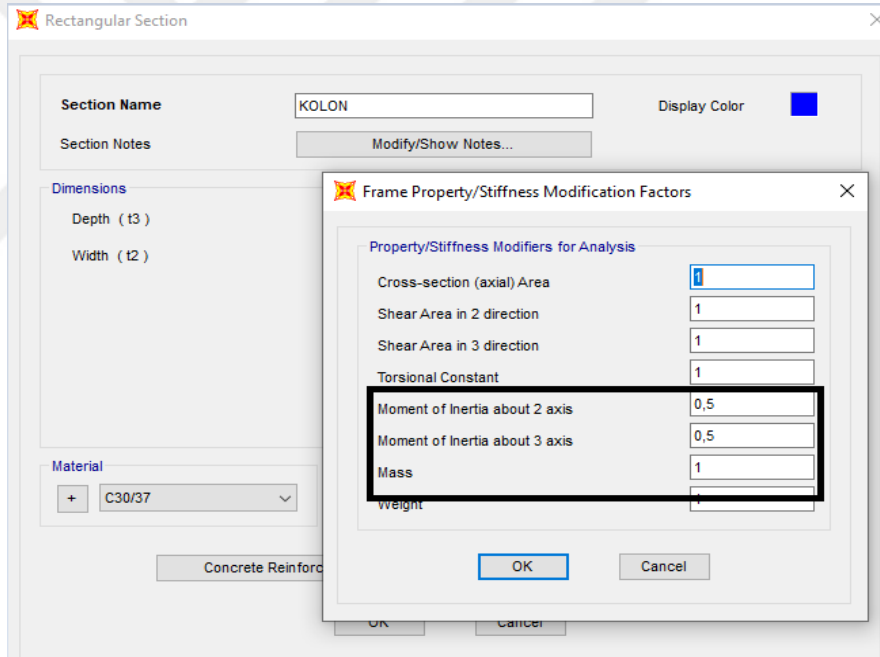 Rectangular Section
Section Name KOLON Display Color
Section Notes Modify/Show Notes...
Dimensions
Depth ( t3 )
Width ( t2 )
Material
+ C30/37
Concrete Reinforc
OK Cancel
Frame Property/Stiffness Modification Factors
Property/Stiffness Modifiers for Analysis
Cross-section (axial) Area 1
Shear Area in 2 direction 1
Shear Area in 3 direction 1
Torsional Constant 1
Moment of Inertia about 2 axis 0,5
Moment of Inertia about 3 axis 0,5
Mass 1
Weight 1
OK Cancel